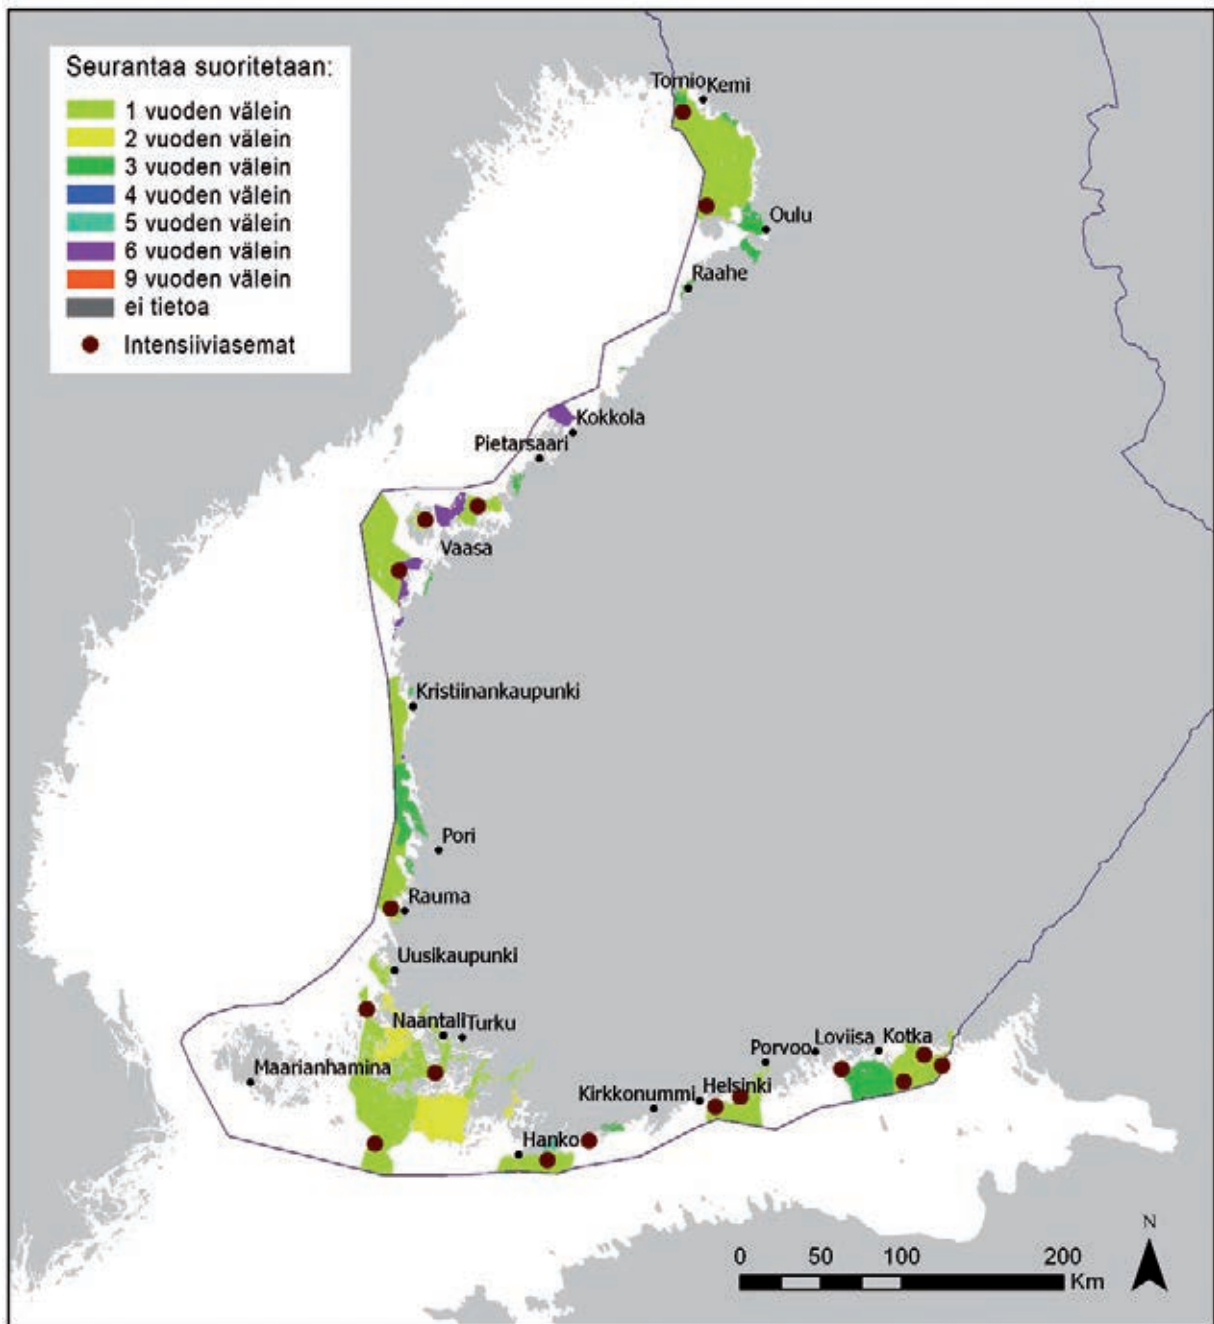 Seurantaa suoritetaan:
1 vuoden välein
2 vuoden välein
3 vuoden välein
4 vuoden välein
5 vuoden välein
6 vuoden välein
9 vuoden välein
ei tietoa
Intensiiviasemat
Tornio
Kemi
Oulu
Raahe
Kokkola
Pietarsaari
Vaasa
Kristiinankaupunki
Pori
Rauma
Uusikaupunki
Naantali
Turku
Maarianhamina
Hanko
Kirkkonummi
Helsinki
Porvoo
Loviisa
Kotka
N
0 50 100 200
Km